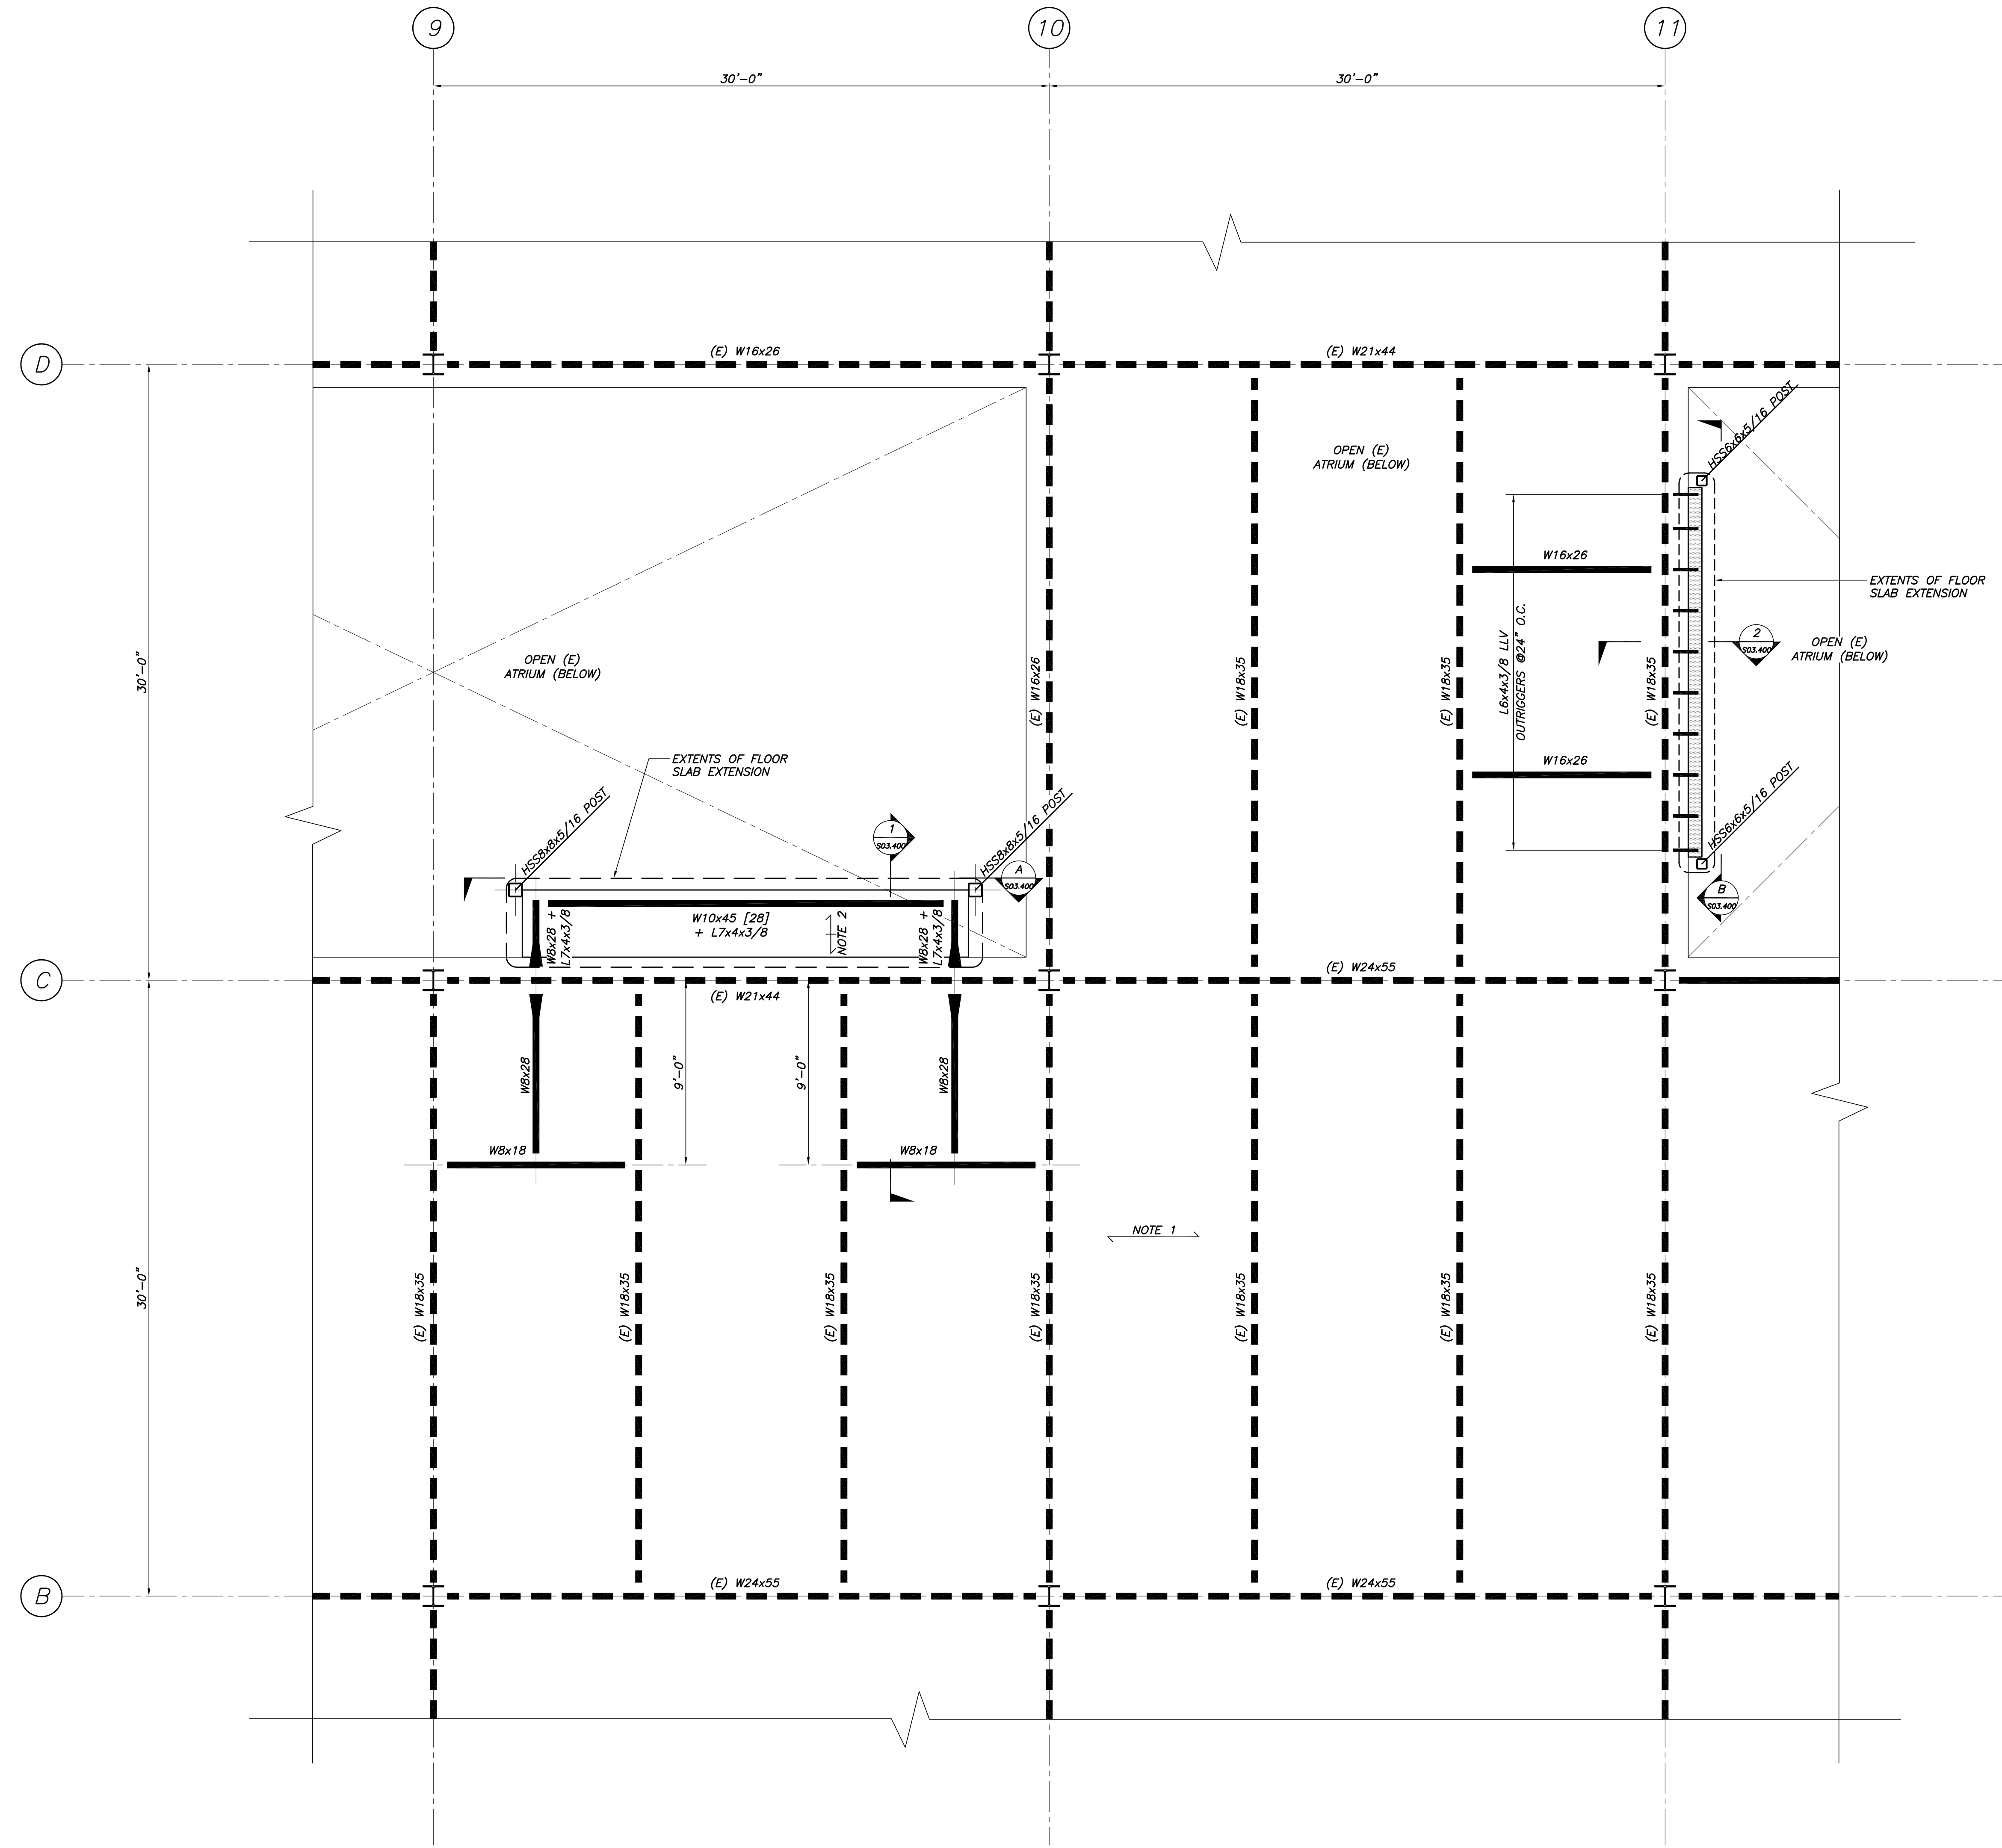 9
10
11
30'-0"
30'-0"
D
(E) W16x26
(E) W21x44
HSS6x6x5/16 POST
OPEN (E)
ATRIUM (BELOW)
W16x26
EXTENTS OF FLOOR
SLAB EXTENSION
L6x4x3/8 LLV
OUTRIGGERS @24" O.C.
2
S03.400
OPEN (E)
ATRIUM (BELOW)
30'-0"
OPEN (E)
ATRIUM (BELOW)
(E) W16x26
(E) W18x35
(E) W18x35
(E) W18x35
EXTENTS OF FLOOR
SLAB EXTENSION
W16x26
HSS8x8x5/16 POST
1
S03.400
HSS8x8x5/16 POST
A
S03.400
HSS6x6x5/16 POST
B
S03.400
W8x28 +
L7x4x3/8
W10x45 [28]
+ L7x4x3/8
NOTE 2
W8x28 +
L7x4x3/8
C
(E) W21x44
(E) W24x55
W8x28
9'-0"
9'-0"
W8x28
W8x18
W8x18
NOTE 1
30'-0"
(E) W18x35
(E) W18x35
(E) W18x35
(E) W18x35
(E) W18x35
(E) W18x35
(E) W18x35
B
(E) W24x55
(E) W24x55